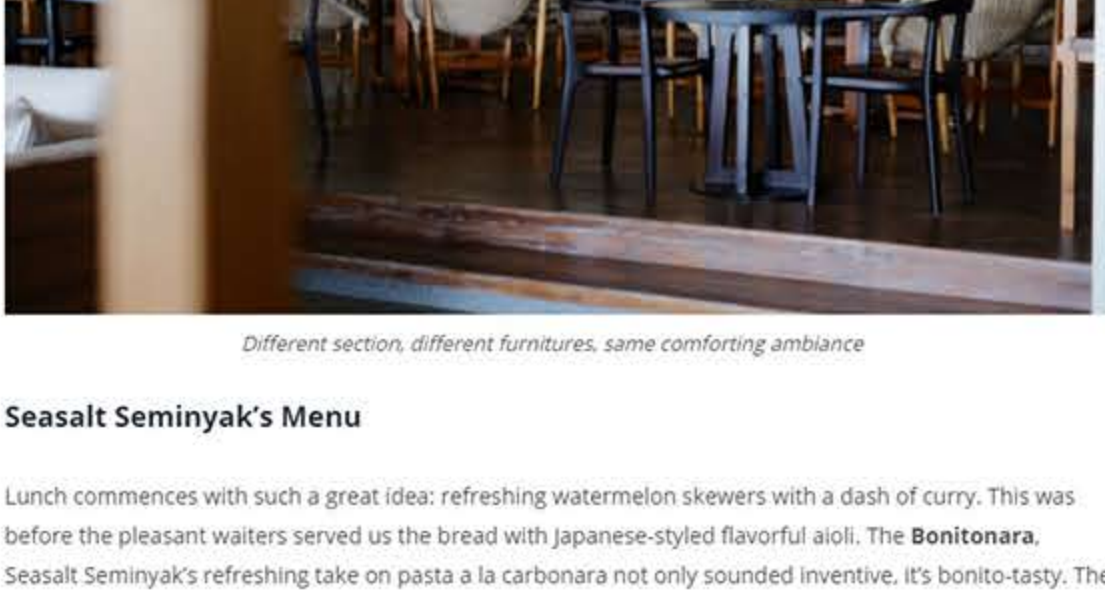 Different section, different furnitures, same comforting ambiance
Seasalt Seminyak’s Menu
Lunch commences with such a great idea: refreshing watermelon skewers with a dash of curry. This was
before the pleasant waiters served us the bread with Japanese-styled flavorful aioli. The Bonitonara,
Seasalt Seminyak’s refreshing take on pasta a la carbonara not only sounded inventive, it’s bonito-tasty. The